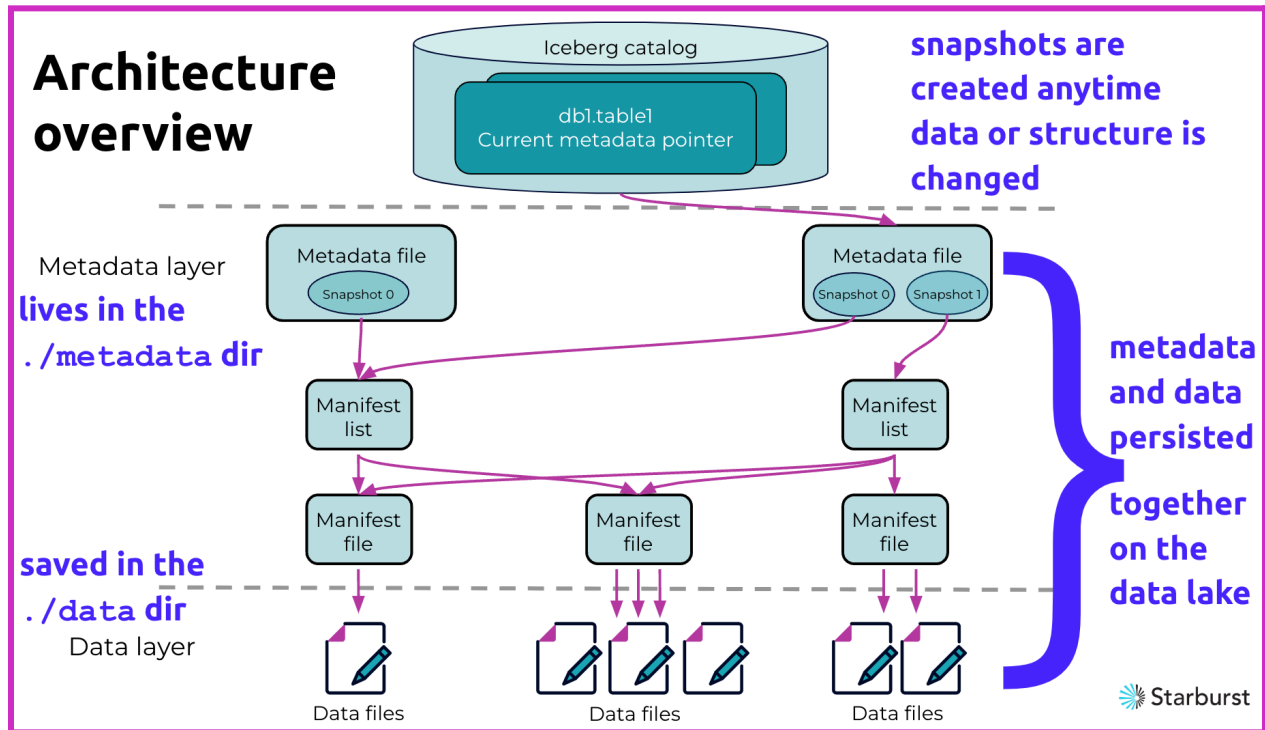 Architecture
overview
Iceberg catalog
db1.table1
Current metadata pointer
snapshots are
created anytime
data or structure is
changed
Metadata layer
lives in the
./metadata dir
Metadata file
Snapshot 0
Metadata file
Snapshot 0
Snapshot 1
Manifest
list
Manifest
list
Manifest
file
Manifest
file
Manifest
file
metadata
and data
persisted
together
on the
data lake
saved in the
./data dir
Data layer
Data files
Data files
Data files
Starburst